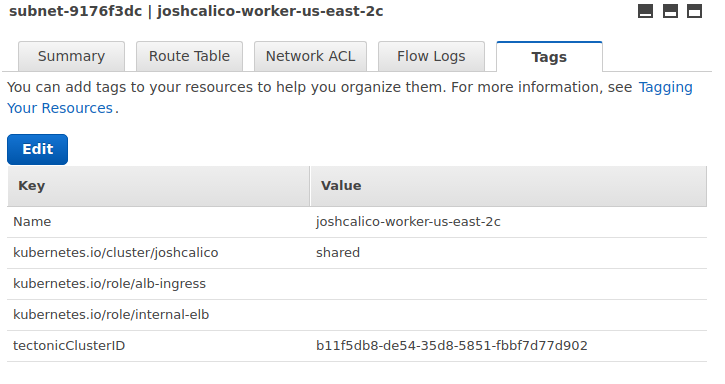 subnet-9176f3dc | joshcalico-worker-us-east-2c
Summary Route Table Network ACL Flow Logs Tags
You can add tags to your resources to help you organize them. For more information, see Tagging
Your Resources.
Edit
Key Value
Name joshcalico-worker-us-east-2c
kubernetes.io/cluster/joshcalico shared
kubernetes.io/role/alb-ingress
kubernetes.io/role/internal-elb
tectonicClusterID b11f5db8-de54-35d8-5851-fbbf7d77d902